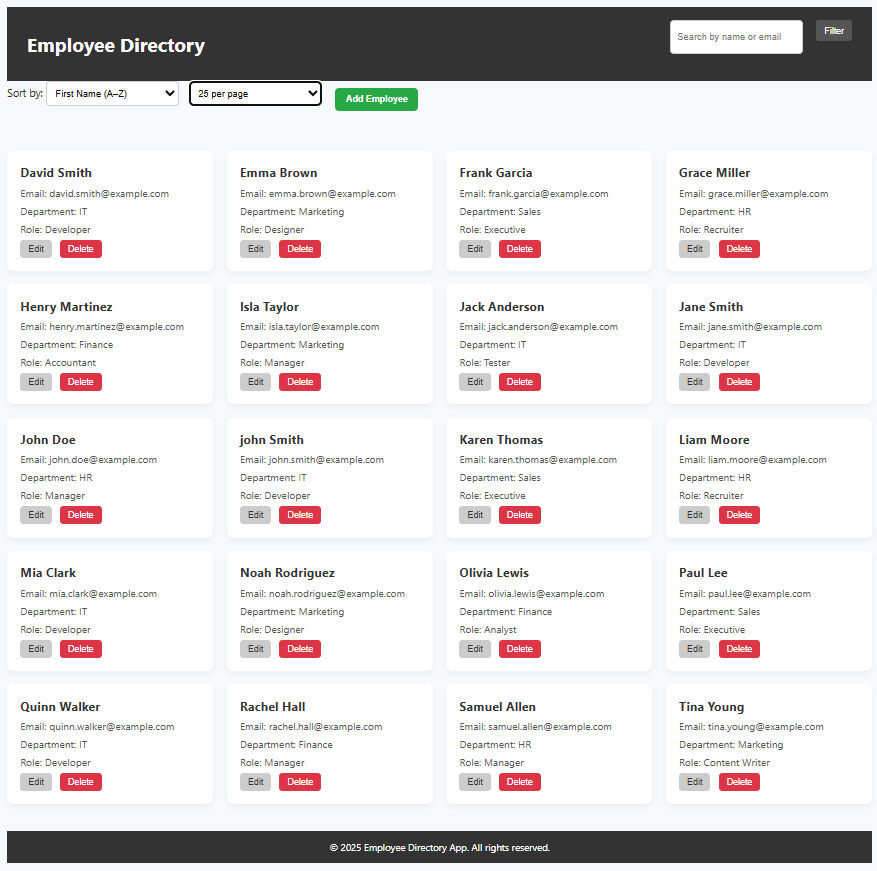 Employee Directory
Search by name or email
Filter
Sort by: First Name (A–Z) 25 per page Add Employee
David Smith
Email: david.smith@example.com
Department: IT
Role: Developer
Edit Delete
Emma Brown
Email: emma.brown@example.com
Department: Marketing
Role: Designer
Edit Delete
Frank Garcia
Email: frank.garcia@example.com
Department: Sales
Role: Executive
Edit Delete
Grace Miller
Email: grace.miller@example.com
Department: HR
Role: Recruiter
Edit Delete
Henry Martinez
Email: henry.martinez@example.com
Department: Finance
Role: Accountant
Edit Delete
Isla Taylor
Email: isla.taylor@example.com
Department: Marketing
Role: Manager
Edit Delete
Jack Anderson
Email: jack.anderson@example.com
Department: IT
Role: Tester
Edit Delete
Jane Smith
Email: jane.smith@example.com
Department: IT
Role: Developer
Edit Delete
John Doe
Email: john.doe@example.com
Department: HR
Role: Manager
Edit Delete
john Smith
Email: john.smith@example.com
Department: IT
Role: Developer
Edit Delete
Karen Thomas
Email: karen.thomas@example.com
Department: Sales
Role: Executive
Edit Delete
Liam Moore
Email: liam.moore@example.com
Department: HR
Role: Recruiter
Edit Delete
Mia Clark
Email: mia.clark@example.com
Department: IT
Role: Developer
Edit Delete
Noah Rodriguez
Email: noah.rodriguez@example.com
Department: Marketing
Role: Designer
Edit Delete
Olivia Lewis
Email: olivia.lewis@example.com
Department: Finance
Role: Analyst
Edit Delete
Paul Lee
Email: paul.lee@example.com
Department: Sales
Role: Executive
Edit Delete
Quinn Walker
Email: quinn.walker@example.com
Department: IT
Role: Developer
Edit Delete
Rachel Hall
Email: rachel.hall@example.com
Department: Finance
Role: Manager
Edit Delete
Samuel Allen
Email: samuel.allen@example.com
Department: HR
Role: Manager
Edit Delete
Tina Young
Email: tina.young@example.com
Department: Marketing
Role: Content Writer
Edit Delete
© 2025 Employee Directory App. All rights reserved.